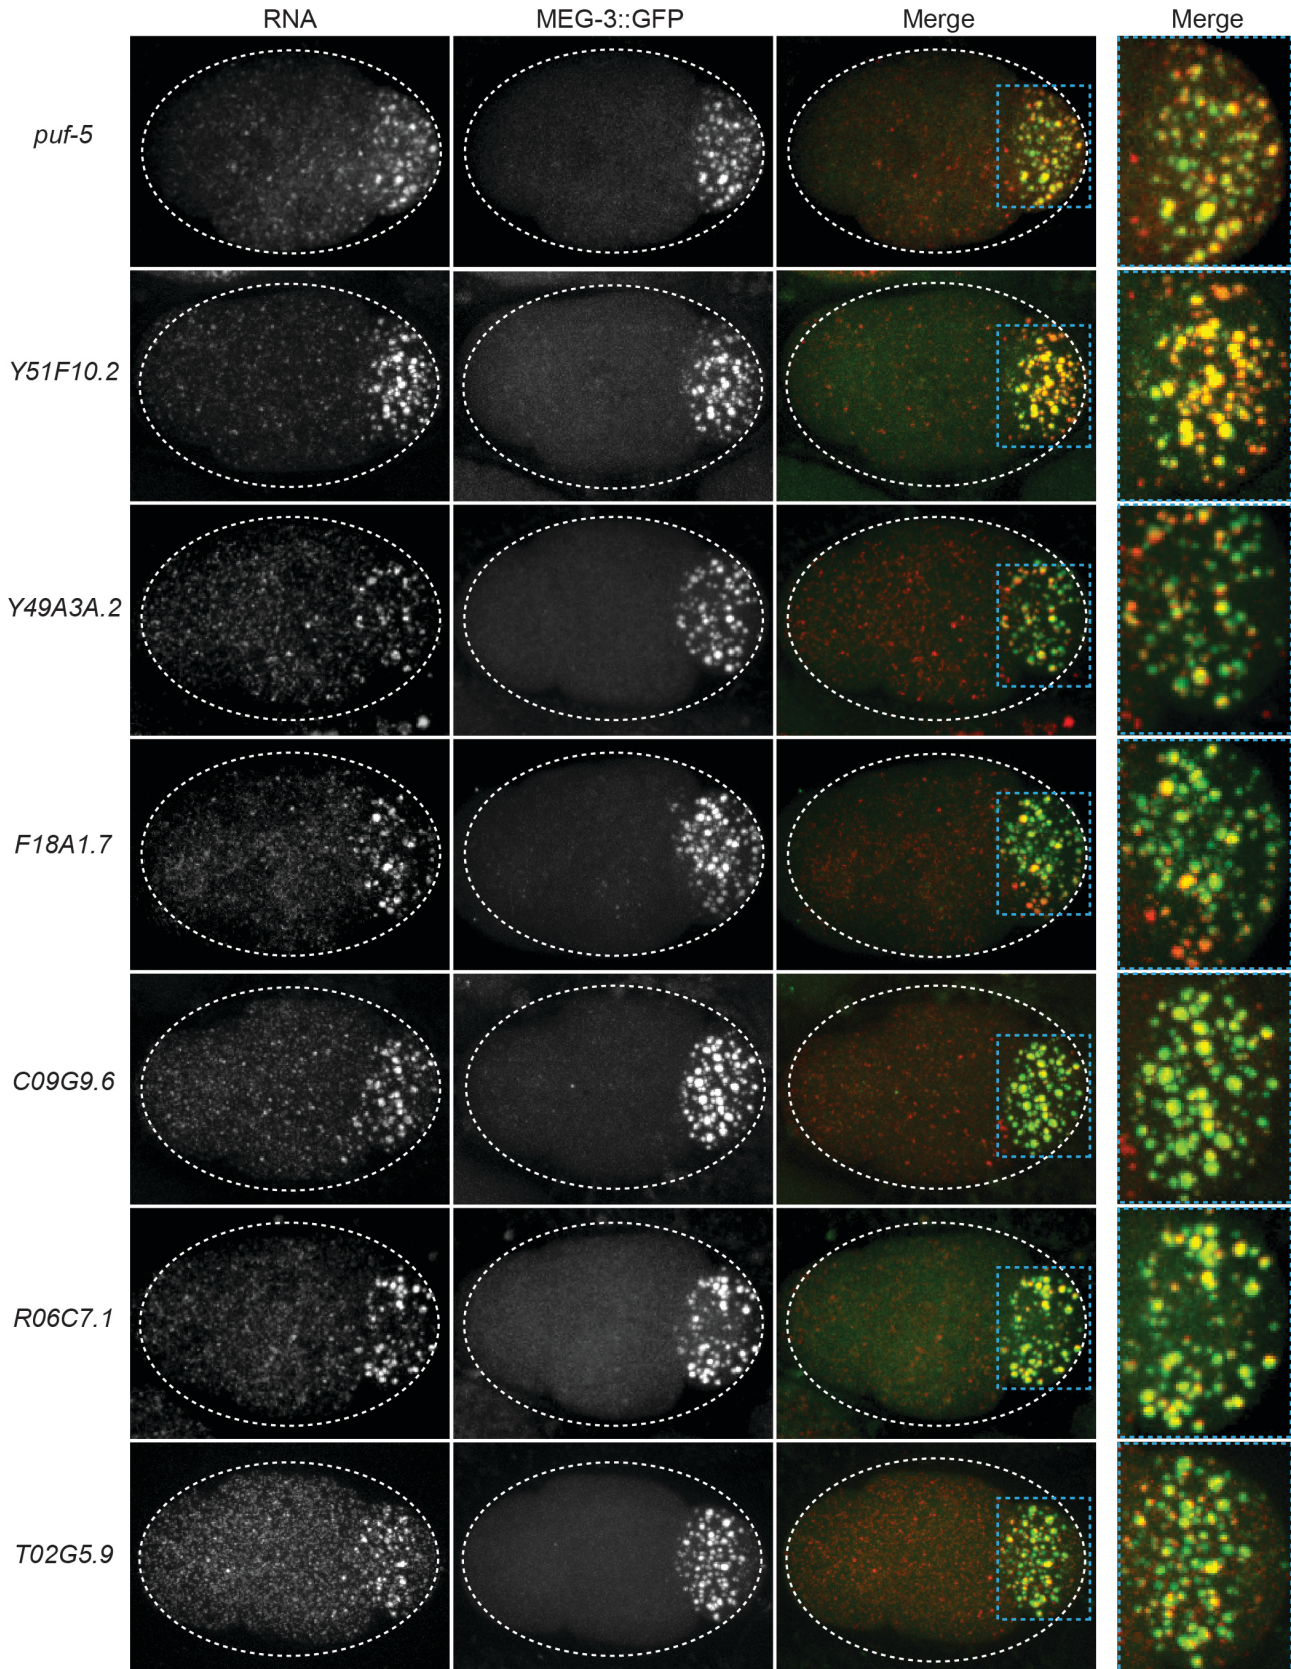 RNA MEG-3::GFP Merge Merge
puf-5
Y51F10.2
Y49A3A.2
F18A1.7
C09G9.6
R06C7.1
T02G5.9